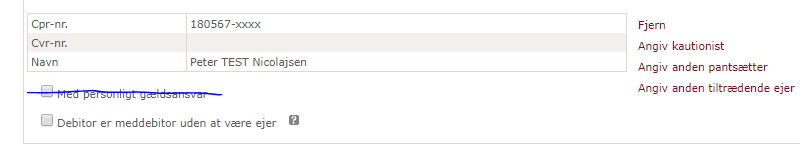 Cpr-nr. 180567-xxxx
Cvr-nr.
Navn Peter TEST Nicolajsen
Med personligt gældsansvar
Debitor er meddebitor uden at være ejer ?
Fjern
Angiv kautionist
Angiv anden pantsætter
Angiv anden tiltrædende ejer